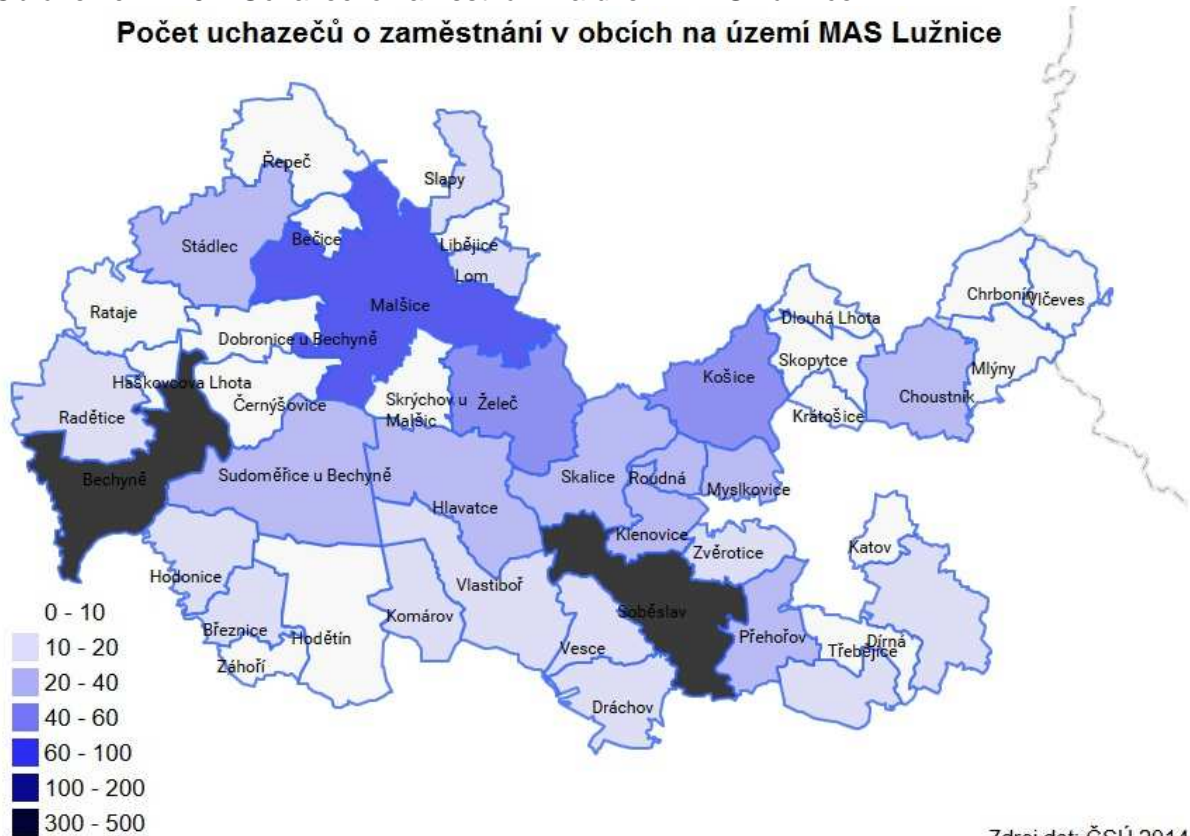 Počet uchazečů o zaměstnání v obcích na území MAS Lužnice
Řepeč
Slapy
Stádlec
Bečice
Libějice
Lom
Rataje
Malšice
Chrbonín
Vlčeves
Dobronice u Bechyně
Dlouhá Lhota
Skopytce
Mlýny
Haškovcova Lhota
Černýšovice
Skrýchov u
Malšic
Želeč
Košice
Choustník
Radětice
Krátošice
Bechyně
Sudoměřice u Bechyně
Skalice
Roudná
Myslkovice
Hlavatce
Klenovice
Zvěrotice
Katov
Hodonice
Vlastiboř
Komárov
Soběslav
Březnice
Hodětín
Přehořov
Dírná
Třebějice
Vesce
Záhoří
Dráchov
0 - 10
10 - 20
20 - 40
40 - 60
60 - 100
100 - 200
300 - 500
Zdroj dat: ČSÚ 2014